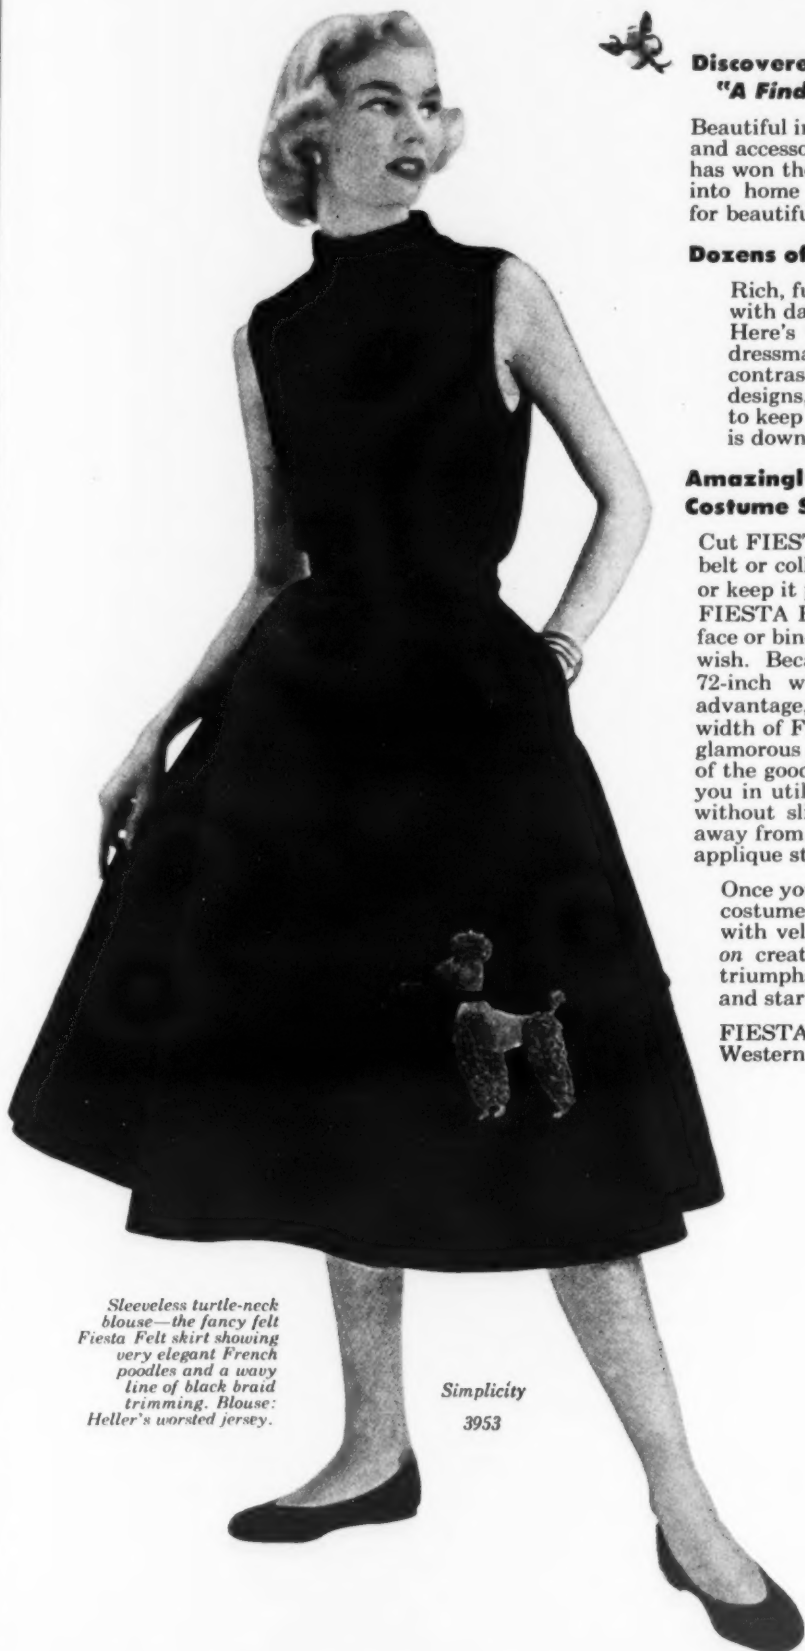 Discovere
"A Find
Beautiful i
and accesso
has won the
into home
for beautifu
Dozens of
Rich, fu
with da
Here's
dressma
contras
designs,
to keep
is down
Amazingl
Costume S
Cut FIEST
belt or col
or keep it
FIESTA
face or bin
wish. Beca
72-inch w
advantage,
width of F
glamorous
of the good
you in util
without sl
away from
applique st
Once yo
costume
with vel
on creat
triumph
and star
FIESTA
Western
Sleeveless turtle-neck
blouse—the fancy felt
Fiesta Felt skirt showing
very elegant French
poodles and a wavy
line of black braid
trimming. Blouse:
Heller's worsted jersey.
Simplicity
3953